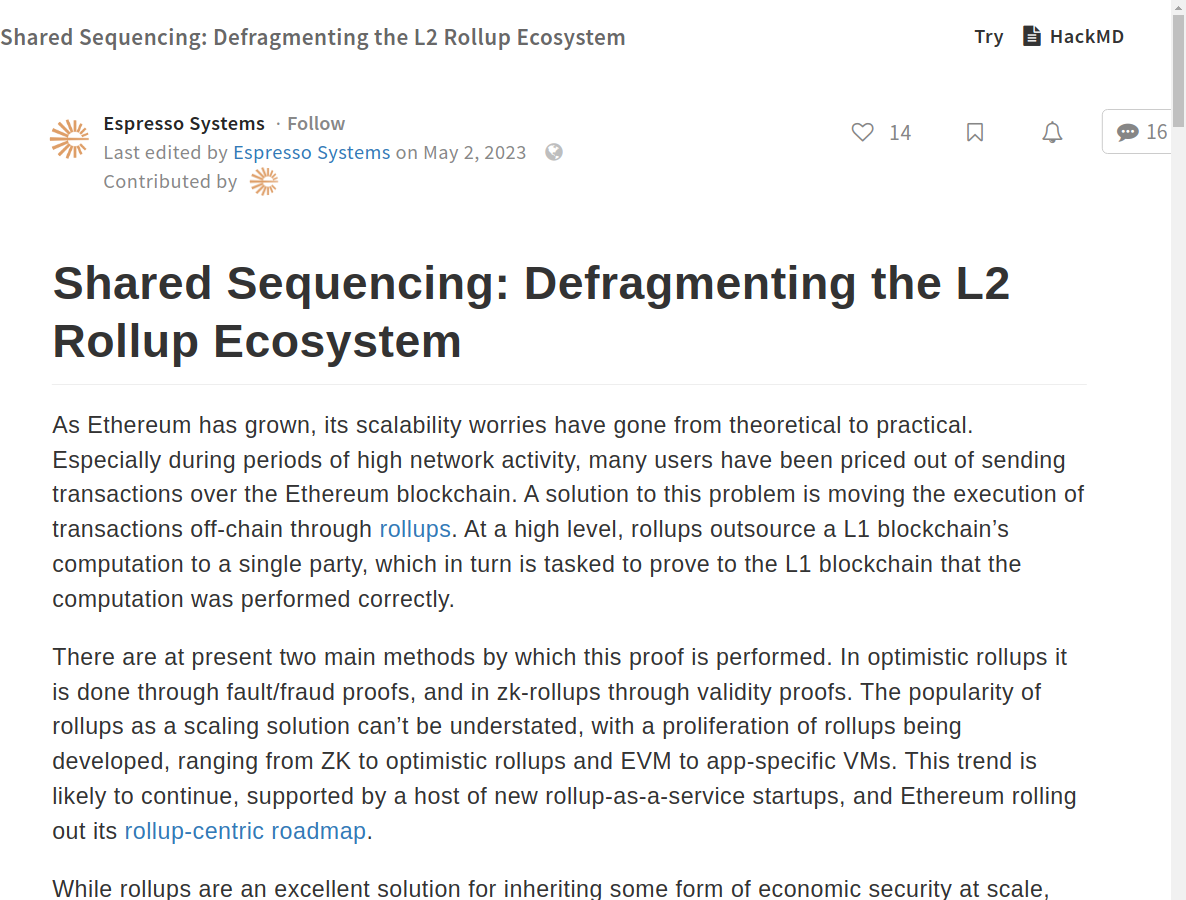 Shared Sequencing: Defragmenting the L2 Rollup Ecosystem
Try HackMD
Espresso Systems · Follow
14
16
Last edited by Espresso Systems on May 2, 2023
Contributed by
Shared Sequencing: Defragmenting the L2
Rollup Ecosystem
As Ethereum has grown, its scalability worries have gone from theoretical to practical.
Especially during periods of high network activity, many users have been priced out of sending
transactions over the Ethereum blockchain. A solution to this problem is moving the execution of
transactions off-chain through rollups. At a high level, rollups outsource a L1 blockchain’s
computation to a single party, which in turn is tasked to prove to the L1 blockchain that the
computation was performed correctly.
There are at present two main methods by which this proof is performed. In optimistic rollups it
is done through fault/fraud proofs, and in zk-rollups through validity proofs. The popularity of
rollups as a scaling solution can’t be understated, with a proliferation of rollups being
developed, ranging from ZK to optimistic rollups and EVM to app-specific VMs. This trend is
likely to continue, supported by a host of new rollup-as-a-service startups, and Ethereum rolling
out its rollup-centric roadmap.
While rollups are an excellent solution for inheriting some form of economic security at scale,